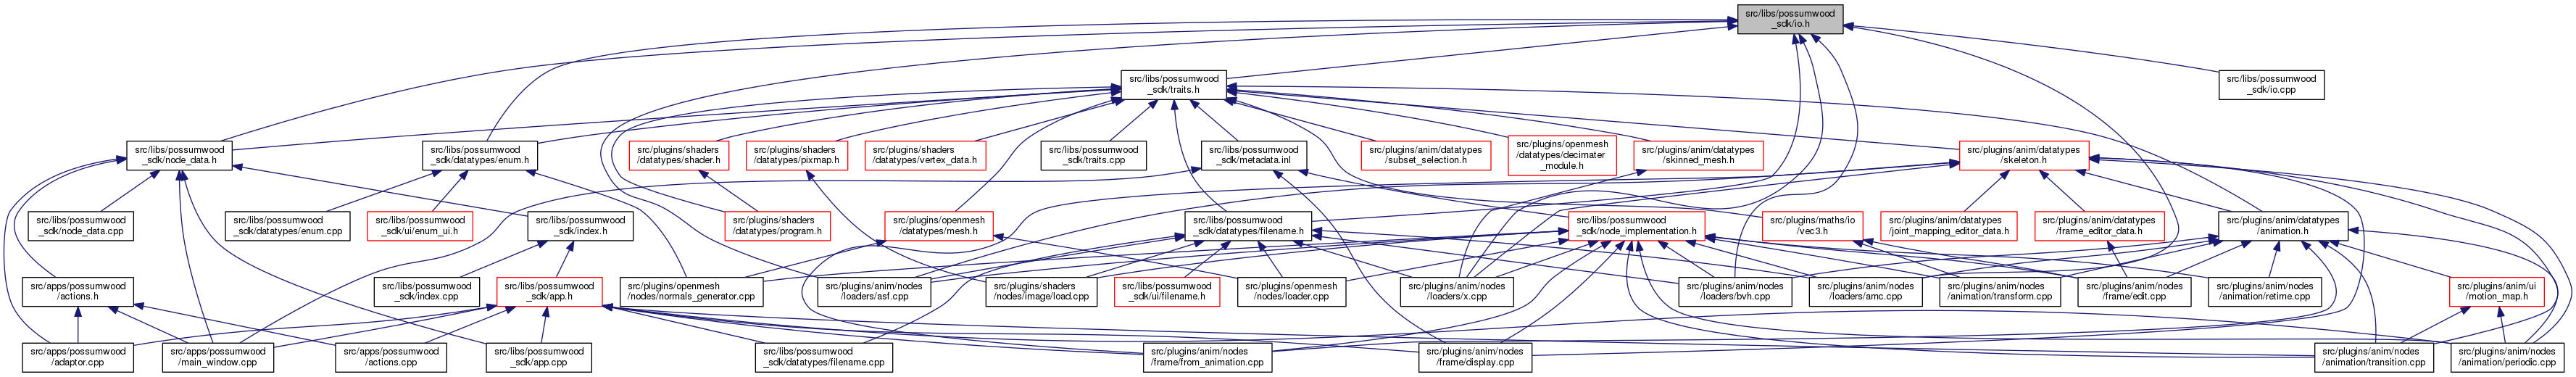 src/libs/possumwood
_sdk/io.h
src/libs/possumwood
_sdk/traits.h
src/libs/possumwood
_sdk/io.cpp
src/libs/possumwood
_sdk/node_data.h
src/libs/possumwood
_sdk/datatypes/enum.h
src/plugins/shaders
/datatypes/shader.h
src/plugins/shaders
/datatypes/pixmap.h
src/plugins/shaders
/datatypes/vertex_data.h
src/libs/possumwood
_sdk/traits.cpp
src/libs/possumwood
_sdk/metadata.inl
src/plugins/anim/datatypes
/subset_selection.h
src/plugins/openmesh
/datatypes/decimater
_module.h
src/plugins/anim/datatypes
/skinned_mesh.h
src/plugins/anim/datatypes
/skeleton.h
src/libs/possumwood
_sdk/node_data.cpp
src/libs/possumwood
_sdk/datatypes/enum.cpp
src/libs/possumwood
_sdk/ui/enum_ui.h
src/libs/possumwood
_sdk/index.h
src/plugins/shaders
/datatypes/program.h
src/plugins/openmesh
/datatypes/mesh.h
src/libs/possumwood
_sdk/datatypes/filename.h
src/libs/possumwood
_sdk/node_implementation.h
src/plugins/maths/io
/vec3.h
src/plugins/anim/datatypes
/joint_mapping_editor_data.h
src/plugins/anim/datatypes
/frame_editor_data.h
src/plugins/anim/datatypes
/animation.h
src/apps/possumwood
/actions.h
src/libs/possumwood
_sdk/index.cpp
src/libs/possumwood
_sdk/app.h
src/plugins/openmesh
/nodes/normals_generator.cpp
src/plugins/anim/nodes
/loaders/asf.cpp
src/plugins/shaders
/nodes/image/load.cpp
src/libs/possumwood
_sdk/ui/filename.h
src/plugins/openmesh
/nodes/loader.cpp
src/plugins/anim/nodes
/loaders/x.cpp
src/plugins/anim/nodes
/loaders/bvh.cpp
src/plugins/anim/nodes
/loaders/amc.cpp
src/plugins/anim/nodes
/animation/transform.cpp
src/plugins/anim/nodes
/frame/edit.cpp
src/plugins/anim/nodes
/animation/retime.cpp
src/plugins/anim/ui
/motion_map.h
src/apps/possumwood
/adaptor.cpp
src/apps/possumwood
/main_window.cpp
src/apps/possumwood
/actions.cpp
src/libs/possumwood
_sdk/app.cpp
src/libs/possumwood
_sdk/datatypes/filename.cpp
src/plugins/anim/nodes
/frame/from_animation.cpp
src/plugins/anim/nodes
/frame/display.cpp
src/plugins/anim/nodes
/animation/transition.cpp
src/plugins/anim/nodes
/animation/periodic.cpp